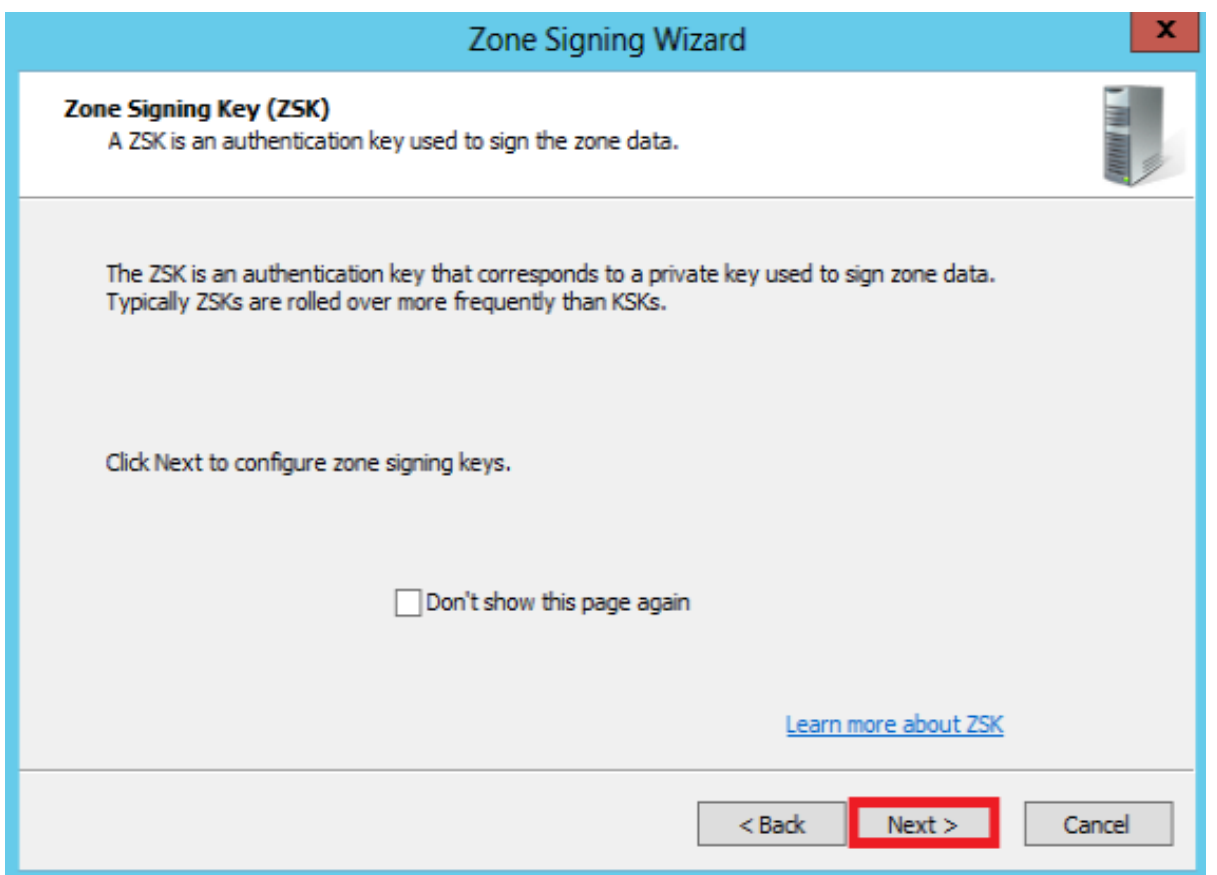 Zone Signing Wizard
x
Zone Signing Key (ZSK)
A ZSK is an authentication key used to sign the zone data.
The ZSK is an authentication key that corresponds to a private key used to sign zone data.
Typically ZSKs are rolled over more frequently than KSKs.
Click Next to configure zone signing keys.
Don't show this page again
Learn more about ZSK
< Back Next > Cancel